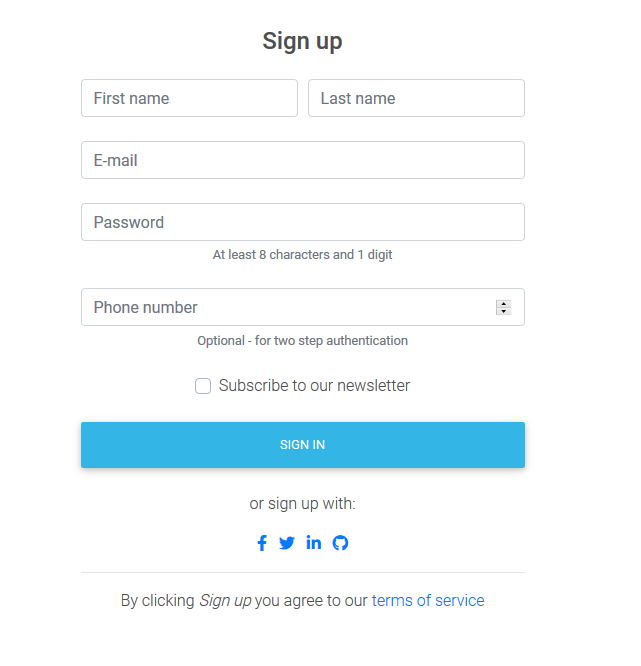 Sign up
First name Last name
E-mail
Password
At least 8 characters and 1 digit
Phone number
Optional - for two step authentication
Subscribe to our newsletter
SIGN IN
or sign up with:
By clicking Sign up you agree to our terms of service